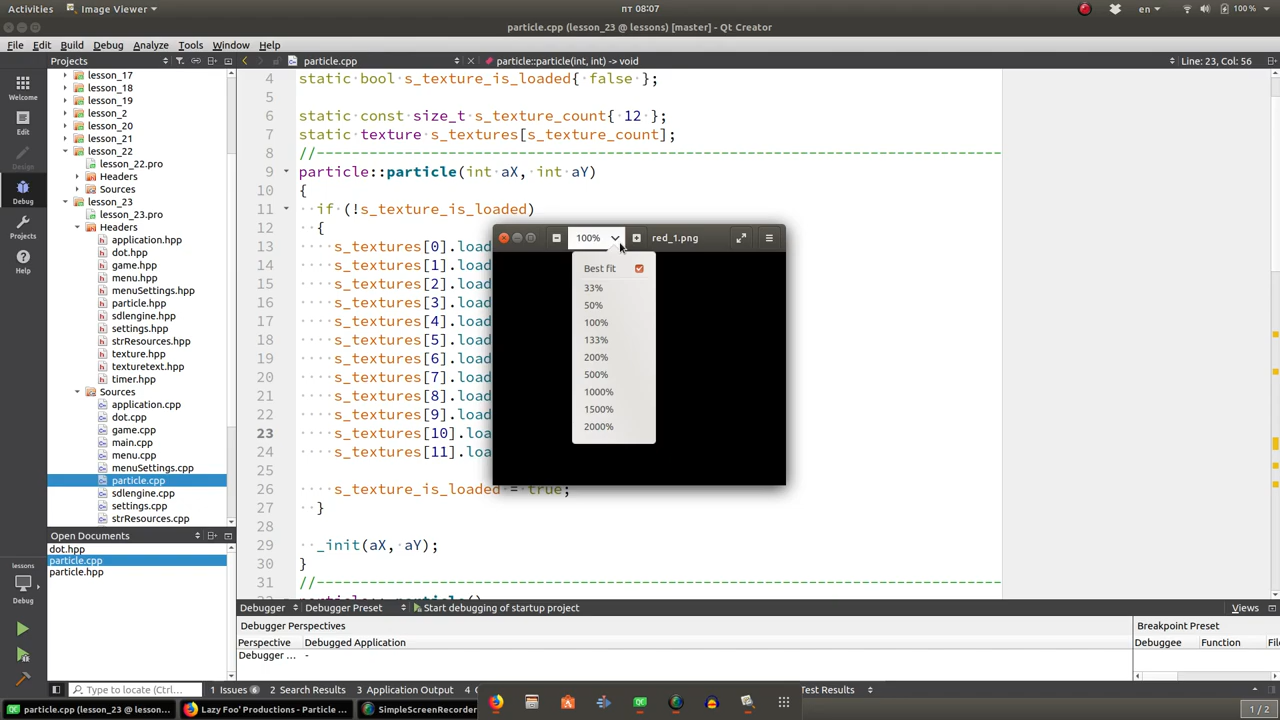 Activities
Image Viewer
пт 08:07
en
100 %
particle.cpp (lesson_23 @ lessons) [master] - Qt Creator
File Edit Build Debug Analyze Tools Window Help
Projects
particle.cpp
particle::particle(int, int) -> void
Line: 23, Col: 56
Welcome
Edit
Design
Debug
Projects
Help
lesson_17
lesson_18
lesson_19
lesson_2
lesson_20
lesson_21
lesson_22
lesson_22.pro
Headers
Sources
lesson_23
lesson_23.pro
Headers
application.hpp
dot.hpp
game.hpp
menu.hpp
menuSettings.hpp
particle.hpp
sdlengine.hpp
settings.hpp
strResources.hpp
texture.hpp
texturetext.hpp
timer.hpp
Sources
application.cpp
dot.cpp
game.cpp
main.cpp
menu.cpp
menuSettings.cpp
particle.cpp
sdlengine.cpp
settings.cpp
strResources.cpp
Open Documents
dot.hpp
particle.cpp
particle.hpp
lessons
Debug
4 static bool s_texture_is_loaded{ false };
5
6 static const size_t s_texture_count{ 12 };
7 static texture s_textures[s_texture_count];
8 //--------------------------------------------------------------------------------
9 particle::particle(int aX, int aY)
10 {
11 if (!s_texture_is_loaded)
12 {
13 s_textures[0].load
14 s_textures[1].load
15 s_textures[2].load
16 s_textures[3].load
17 s_textures[4].load
18 s_textures[5].load
19 s_textures[6].load
20 s_textures[7].load
21 s_textures[8].load
22 s_textures[9].load
23 s_textures[10].loa
24 s_textures[11].loa
25
26 s_texture_is_loaded = true;
27 }
28
29 _init(aX, aY);
30 }
31 //--------------------------------------------------------------------------------
100%
red_1.png
Best fit
33%
50%
100%
133%
200%
500%
1000%
1500%
2000%
Debugger
Debugger Preset
Start debugging of startup project
Views
Debugger Perspectives
Breakpoint Preset
Perspective Debugged Application
Debuggee Function
Debugger ... -
Type to locate (Ctrl-...
1 Issues 6
2 Search Results
3 Application Output
Test Results
particle.cpp (lesson_23 @ lesson...
Lazy Foo' Productions - Particle ...
SimpleScreenRecorder
1 / 2